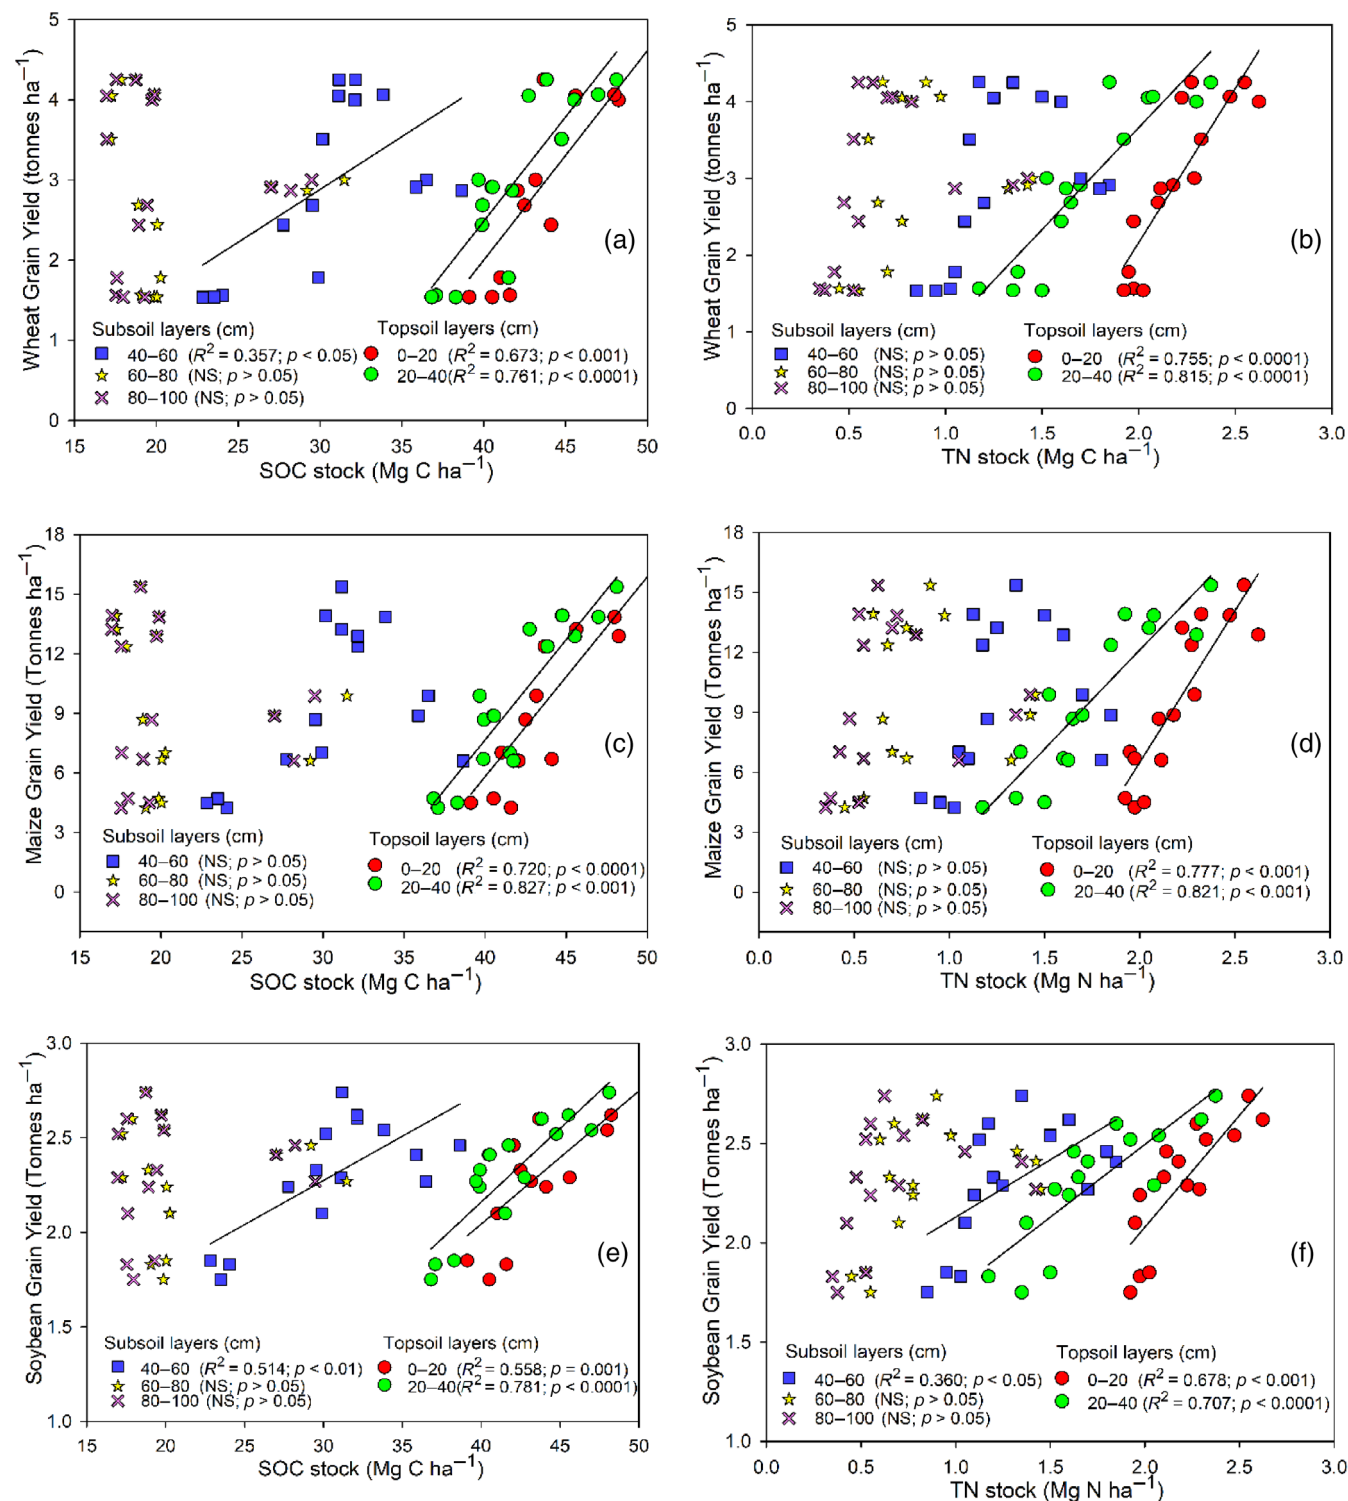 Wheat Grain Yield (tonnes ha−1)
5
4
3
2
1
0
(a)
Subsoil layers (cm)
40–60 (R2 = 0.357; p < 0.05)
60–80 (NS; p > 0.05)
80–100 (NS; p > 0.05)
Topsoil layers (cm)
0–20 (R2 = 0.673; p < 0.001)
20–40(R2 = 0.761; p < 0.0001)
15 20 25 30 35 40 45 50
SOC stock (Mg C ha−1)
Wheat Grain Yield (tonnes ha−1)
5
4
3
2
1
0
(b)
Subsoil layers (cm)
40–60 (NS; p > 0.05)
60–80 (NS; p > 0.05)
80–100 (NS; p > 0.05)
Topsoil layers (cm)
0–20 (R2 = 0.755; p < 0.0001)
20–40 (R2 = 0.815; p < 0.0001)
0.0 0.5 1.0 1.5 2.0 2.5 3.0
TN stock (Mg C ha−1)
Maize Grain Yield (Tonnes ha−1)
18
15
12
9
6
3
0
(c)
Subsoil layers (cm)
40–60 (NS; p > 0.05)
60–80 (NS; p > 0.05)
80–100 (NS; p > 0.05)
Topsoil layers (cm)
0–20 (R2 = 0.720; p < 0.0001)
20–40 (R2 = 0.827; p < 0.001)
15 20 25 30 35 40 45 50
SOC stock (Mg C ha−1)
Maize Grain Yield (Tonnes ha−1)
18
15
12
9
6
3
0
(d)
Subsoil layers (cm)
40–60 (NS; p > 0.05)
60–80 (NS; p > 0.05)
80–100 (NS; p > 0.05)
Topsoil layers (cm)
0–20 (R2 = 0.777; p < 0.001)
20–40 (R2 = 0.821; p < 0.001)
0.0 0.5 1.0 1.5 2.0 2.5 3.0
TN stock (Mg N ha−1)
Soybean Grain Yield (Tonnes ha−1)
3.0
2.5
2.0
1.5
1.0
(e)
Subsoil layers (cm)
40–60 (R2 = 0.514; p < 0.01)
60–80 (NS; p > 0.05)
80–100 (NS; p > 0.05)
Topsoil layers (cm)
0–20 (R2 = 0.558; p = 0.001)
20–40(R2 = 0.781; p < 0.0001)
15 20 25 30 35 40 45 50
SOC stock (Mg C ha−1)
Soybean Grain Yield (Tonnes ha−1)
3.0
2.5
2.0
1.5
1.0
(f)
Subsoil layers (cm)
40–60 (R2 = 0.360; p < 0.05)
60–80 (NS; p > 0.05)
80–100 (NS; p > 0.05)
Topsoil layers (cm)
0–20 (R2 = 0.678; p < 0.001)
20–40 (R2 = 0.707; p < 0.0001)
0.0 0.5 1.0 1.5 2.0 2.5 3.0
TN stock (Mg N ha−1)